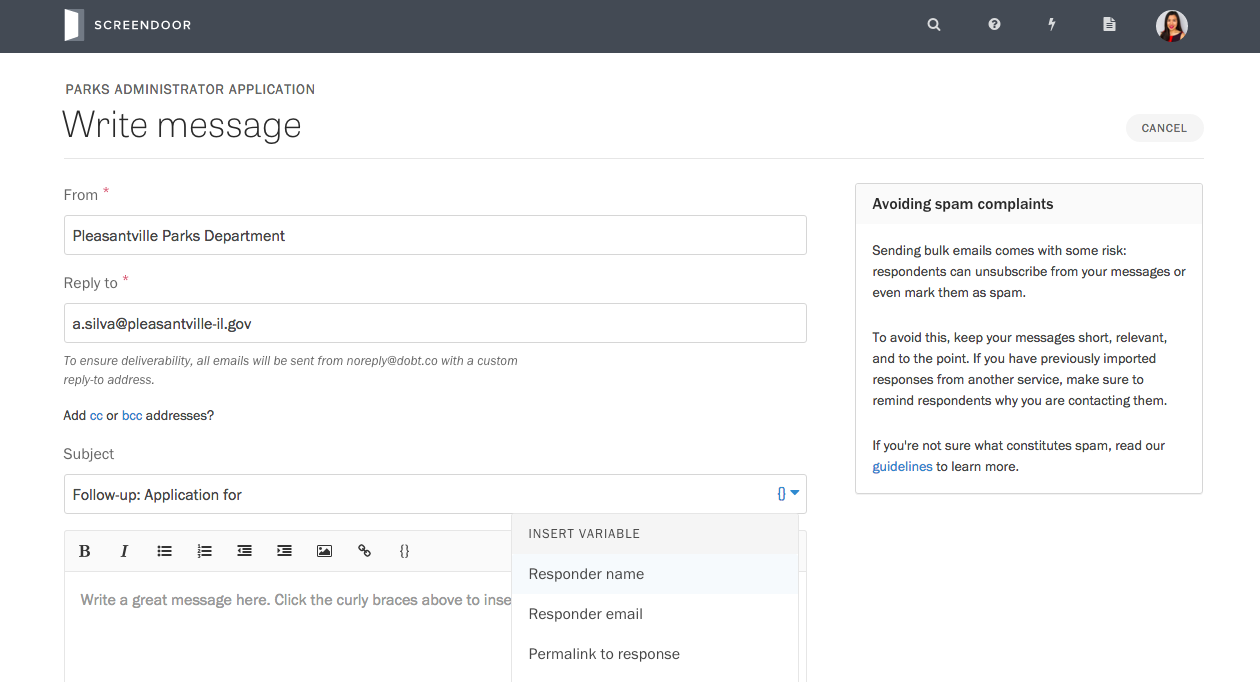 SCREENDOOR
PARKS ADMINISTRATOR APPLICATION
Write message
CANCEL
From *
Pleasantville Parks Department
Reply to *
a.silva@pleasantville-il.gov
To ensure deliverability, all emails will be sent from noreply@dobt.co with a custom
reply-to address.
Add cc or bcc addresses?
Subject
Follow-up: Application for
{}
INSERT VARIABLE
Responder name
Responder email
Permalink to response
B I {}
Write a great message here. Click the curly braces above to inse
Avoiding spam complaints
Sending bulk emails comes with some risk:
respondents can unsubscribe from your messages or
even mark them as spam.
To avoid this, keep your messages short, relevant,
and to the point. If you have previously imported
responses from another service, make sure to
remind respondents why you are contacting them.
If you're not sure what constitutes spam, read our
guidelines to learn more.